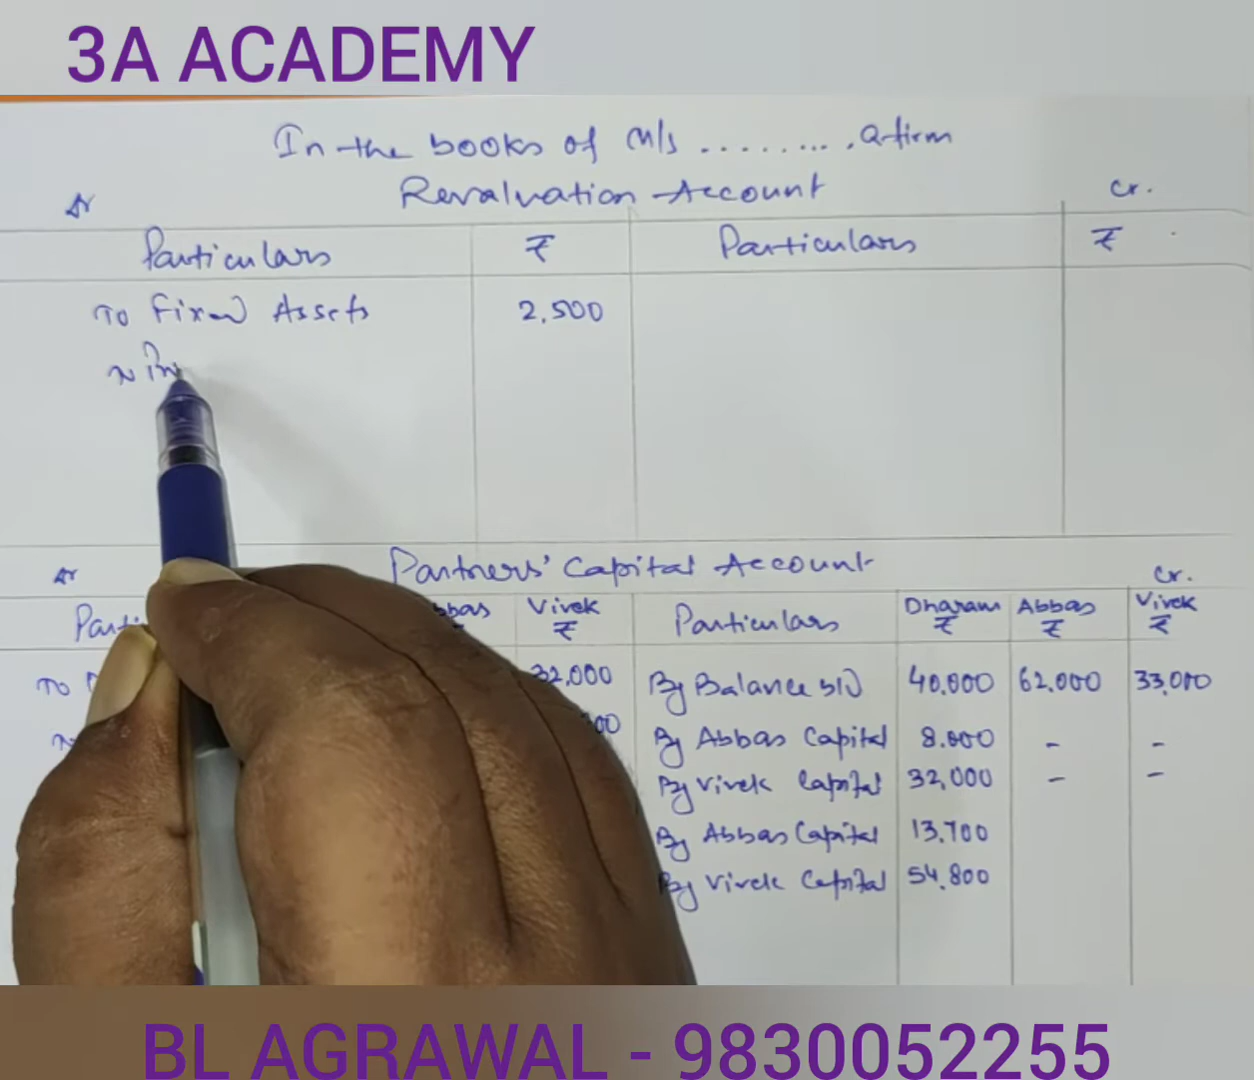 3A ACADEMY
In the books of M/s .......... a firm
Revaluation Account
Dr Cr.
Particulars ₹ Particulars ₹
To Fixed Assets 2,500
Partners' Capital Account
Dr Cr.
Vivek ₹ Particulars Dharam ₹ Abbas ₹ Vivek ₹
To 32,000 By Balance b/d 40,000 62,000 33,000
By Abbas Capital 8,000 - -
By Vivek Capital 32,000 - -
By Abbas Capital 13,700
By Vivek Capital 54,800
BL AGRAWAL - 9830052255